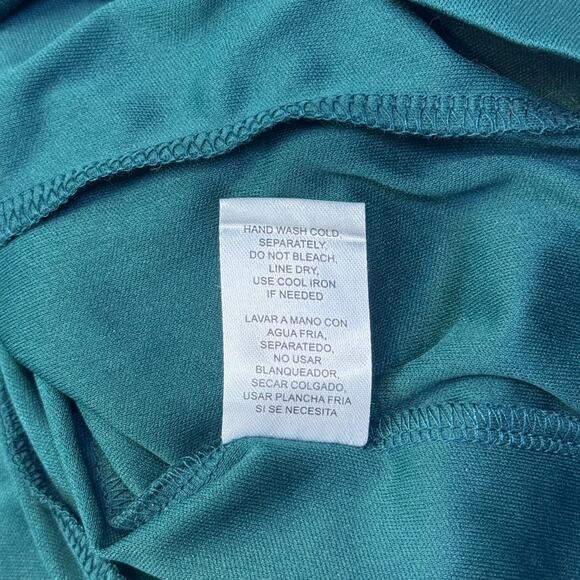 HAND WASH COLD,
SEPARATELY.
DO NOT BLEACH,
LINE DRY,
USE COOL IRON
IF NEEDED
LAVAR A MANO CON
AGUA FRIA,
SEPARATEDO,
NO USAR
BLANQUEADOR,
SECAR COLGADO,
USAR PLANCHA FRIA
SI SE NECESITA